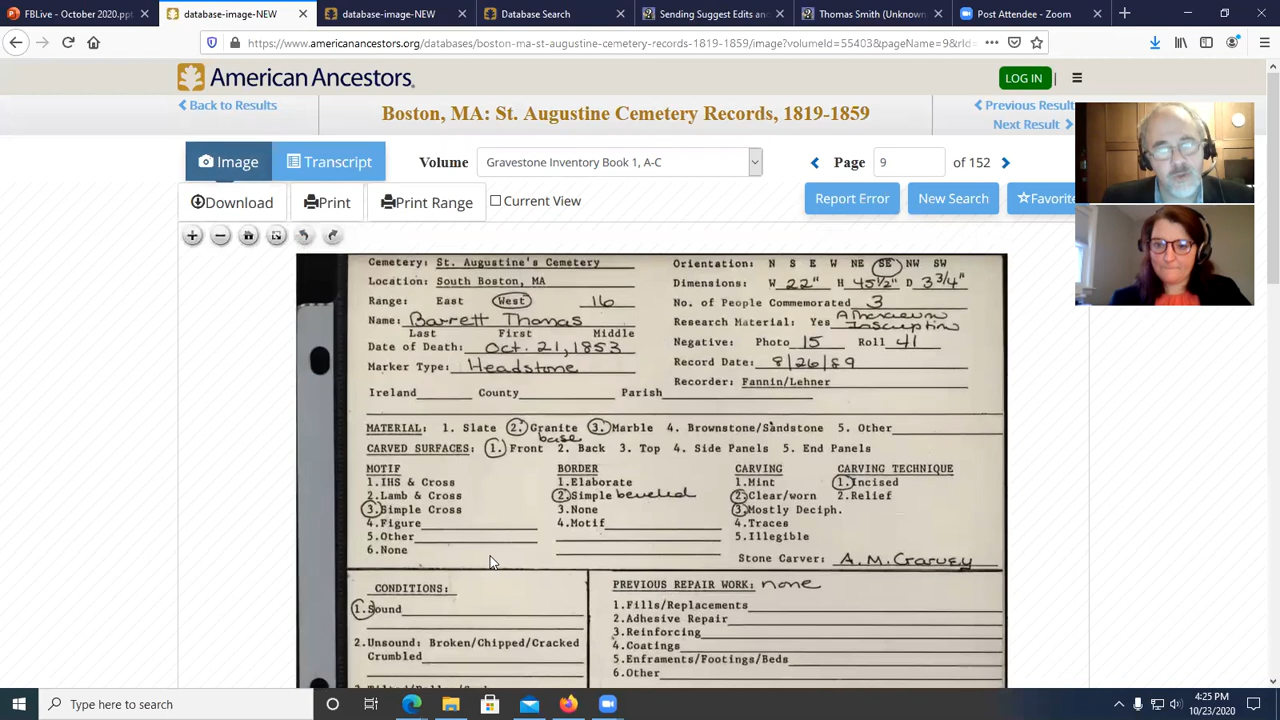 FBLive - October 2020.ppt
database-image-NEW
database-image-NEW
Database Search
Sending Suggest Edits and
Thomas Smith (Unknown
Post Attendee - Zoom
https://www.americanancestors.org/databases/boston-ma-st-augustine-cemetery-records-1819-1859/image?volumeId=55403&pageName=9&rId
American Ancestors.
LOG IN
Back to Results
Boston, MA: St. Augustine Cemetery Records, 1819-1859
Previous Result
Next Result
Image
Transcript
Volume
Gravestone Inventory Book 1, A-C
Page
9
of 152
Download
Print
Print Range
Current View
Report Error
New Search
Favorite
Cemetery: St. Augustine's Cemetery
Location: South Boston, MA
Range: East West 16
Name: Barrett Thomas
Last First Middle
Date of Death: Oct. 21, 1853
Marker Type: Headstone
Orientation: N S E W NE SE NW SW
Dimensions: W 22" H 45 1/2" D 3 3/4"
No. of People Commemorated 3
Research Material: Yes Athenaeum
Inscription
Negative: Photo 15 Roll 41
Record Date: 8/26/89
Recorder: Fannin/Lehner
Ireland County Parish
MATERIAL: 1. Slate 2. Granite 3. Marble 4. Brownstone/Sandstone 5. Other
base
CARVED SURFACES: 1. Front 2. Back 3. Top 4. Side Panels 5. End Panels
MOTIF
1.IHS & Cross
2.Lamb & Cross
3.Simple Cross
4.Figure
5.Other
6.None
BORDER
1.Elaborate
2.Simple beveled
3.None
4.Motif
CARVING
1.Mint
2.Clear/worn
3.Mostly Deciph.
4.Traces
5.Illegible
CARVING TECHNIQUE
1.Incised
2.Relief
Stone Carver: A.M. Garvey
CONDITIONS:
1.Sound
2.Unsound: Broken/Chipped/Cracked
Crumbled
PREVIOUS REPAIR WORK: none
1.Fills/Replacements
2.Adhesive Repair
3.Reinforcing
4.Coatings
5.Enframents/Footings/Beds
6.Other
Type here to search
4:25 PM
10/23/2020